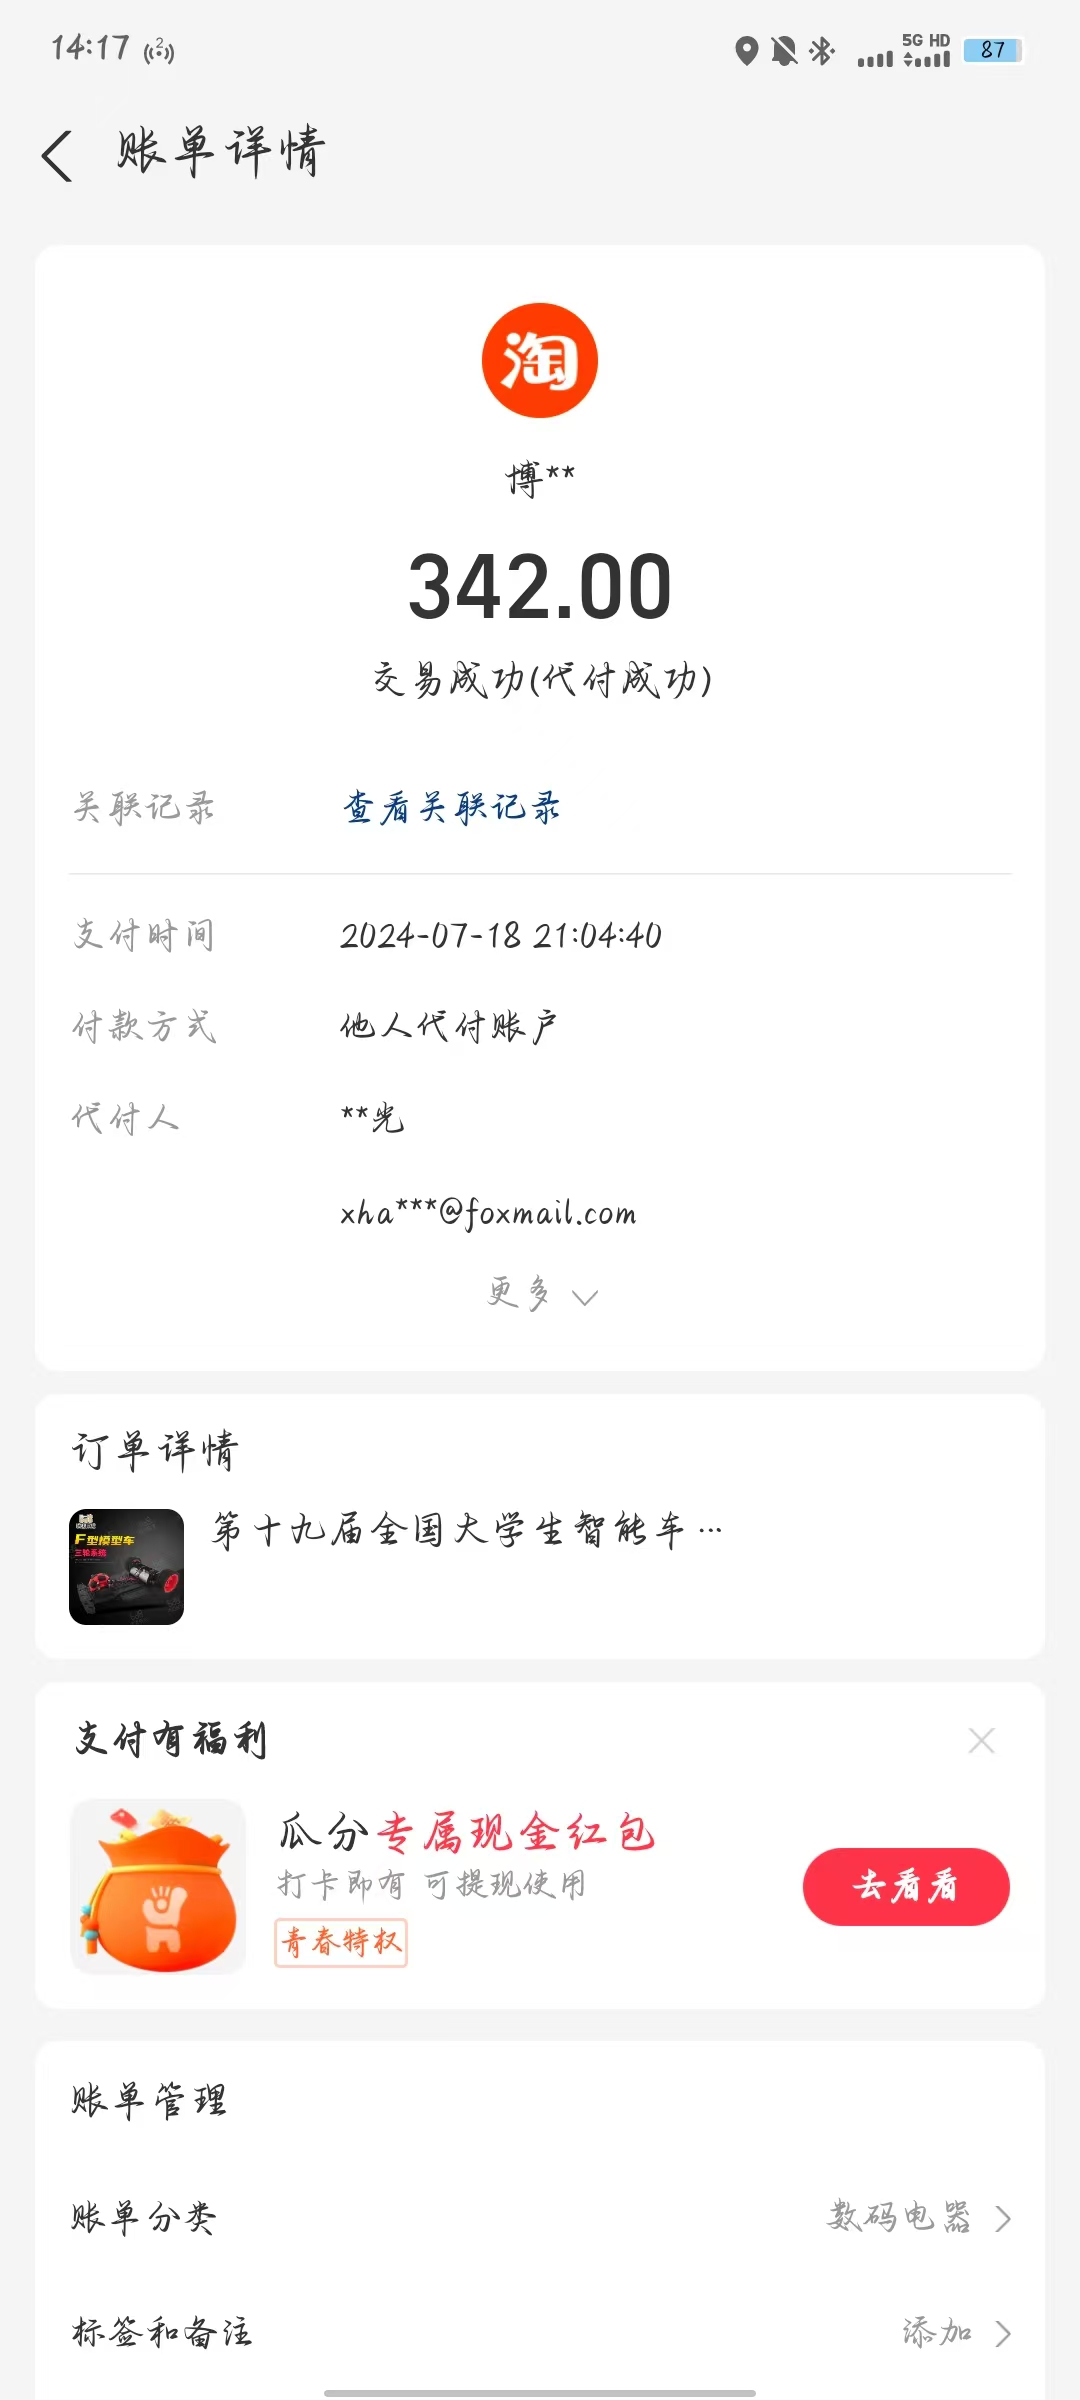 14:17
5G HD
87
账单详情
淘
博**
342.00
交易成功(代付成功)
关联记录 查看关联记录
支付时间 2024-07-18 21:04:40
付款方式 他人代付账户
代付人 **光
xha***@foxmail.com
更多
订单详情
F型模型车
三轮系统
第十九届全国大学生智能车…
支付有福利
瓜分专属现金红包
打卡即有 可提现使用
去看看
青春特权
账单管理
账单分类 数码电器
标签和备注 添加